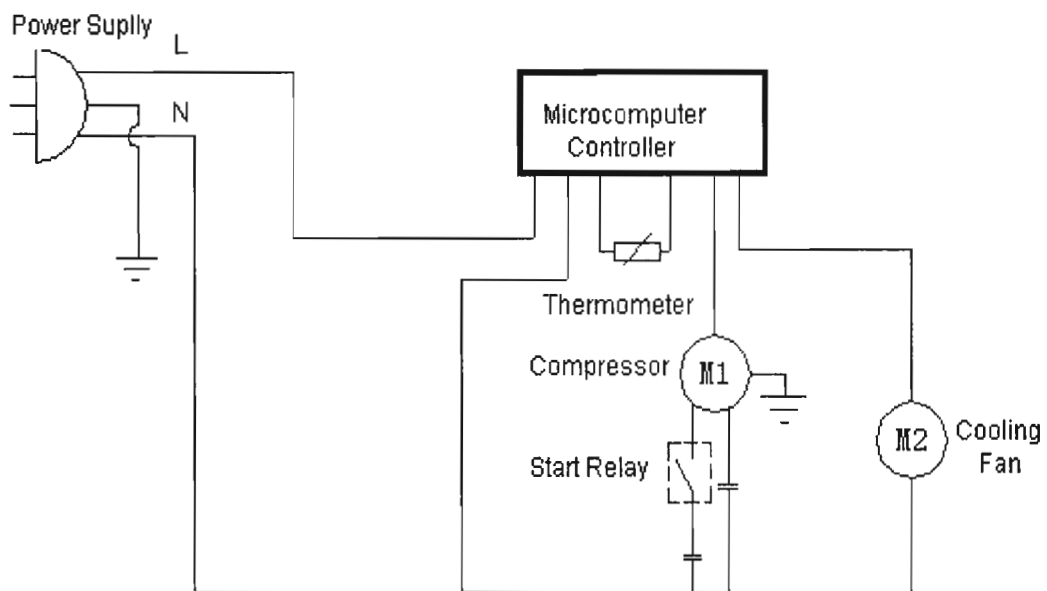 Power Suplly
L
N
Microcomputer
Controller
Thermometer
Compressor
M1
Start Relay
M2
Cooling
Fan